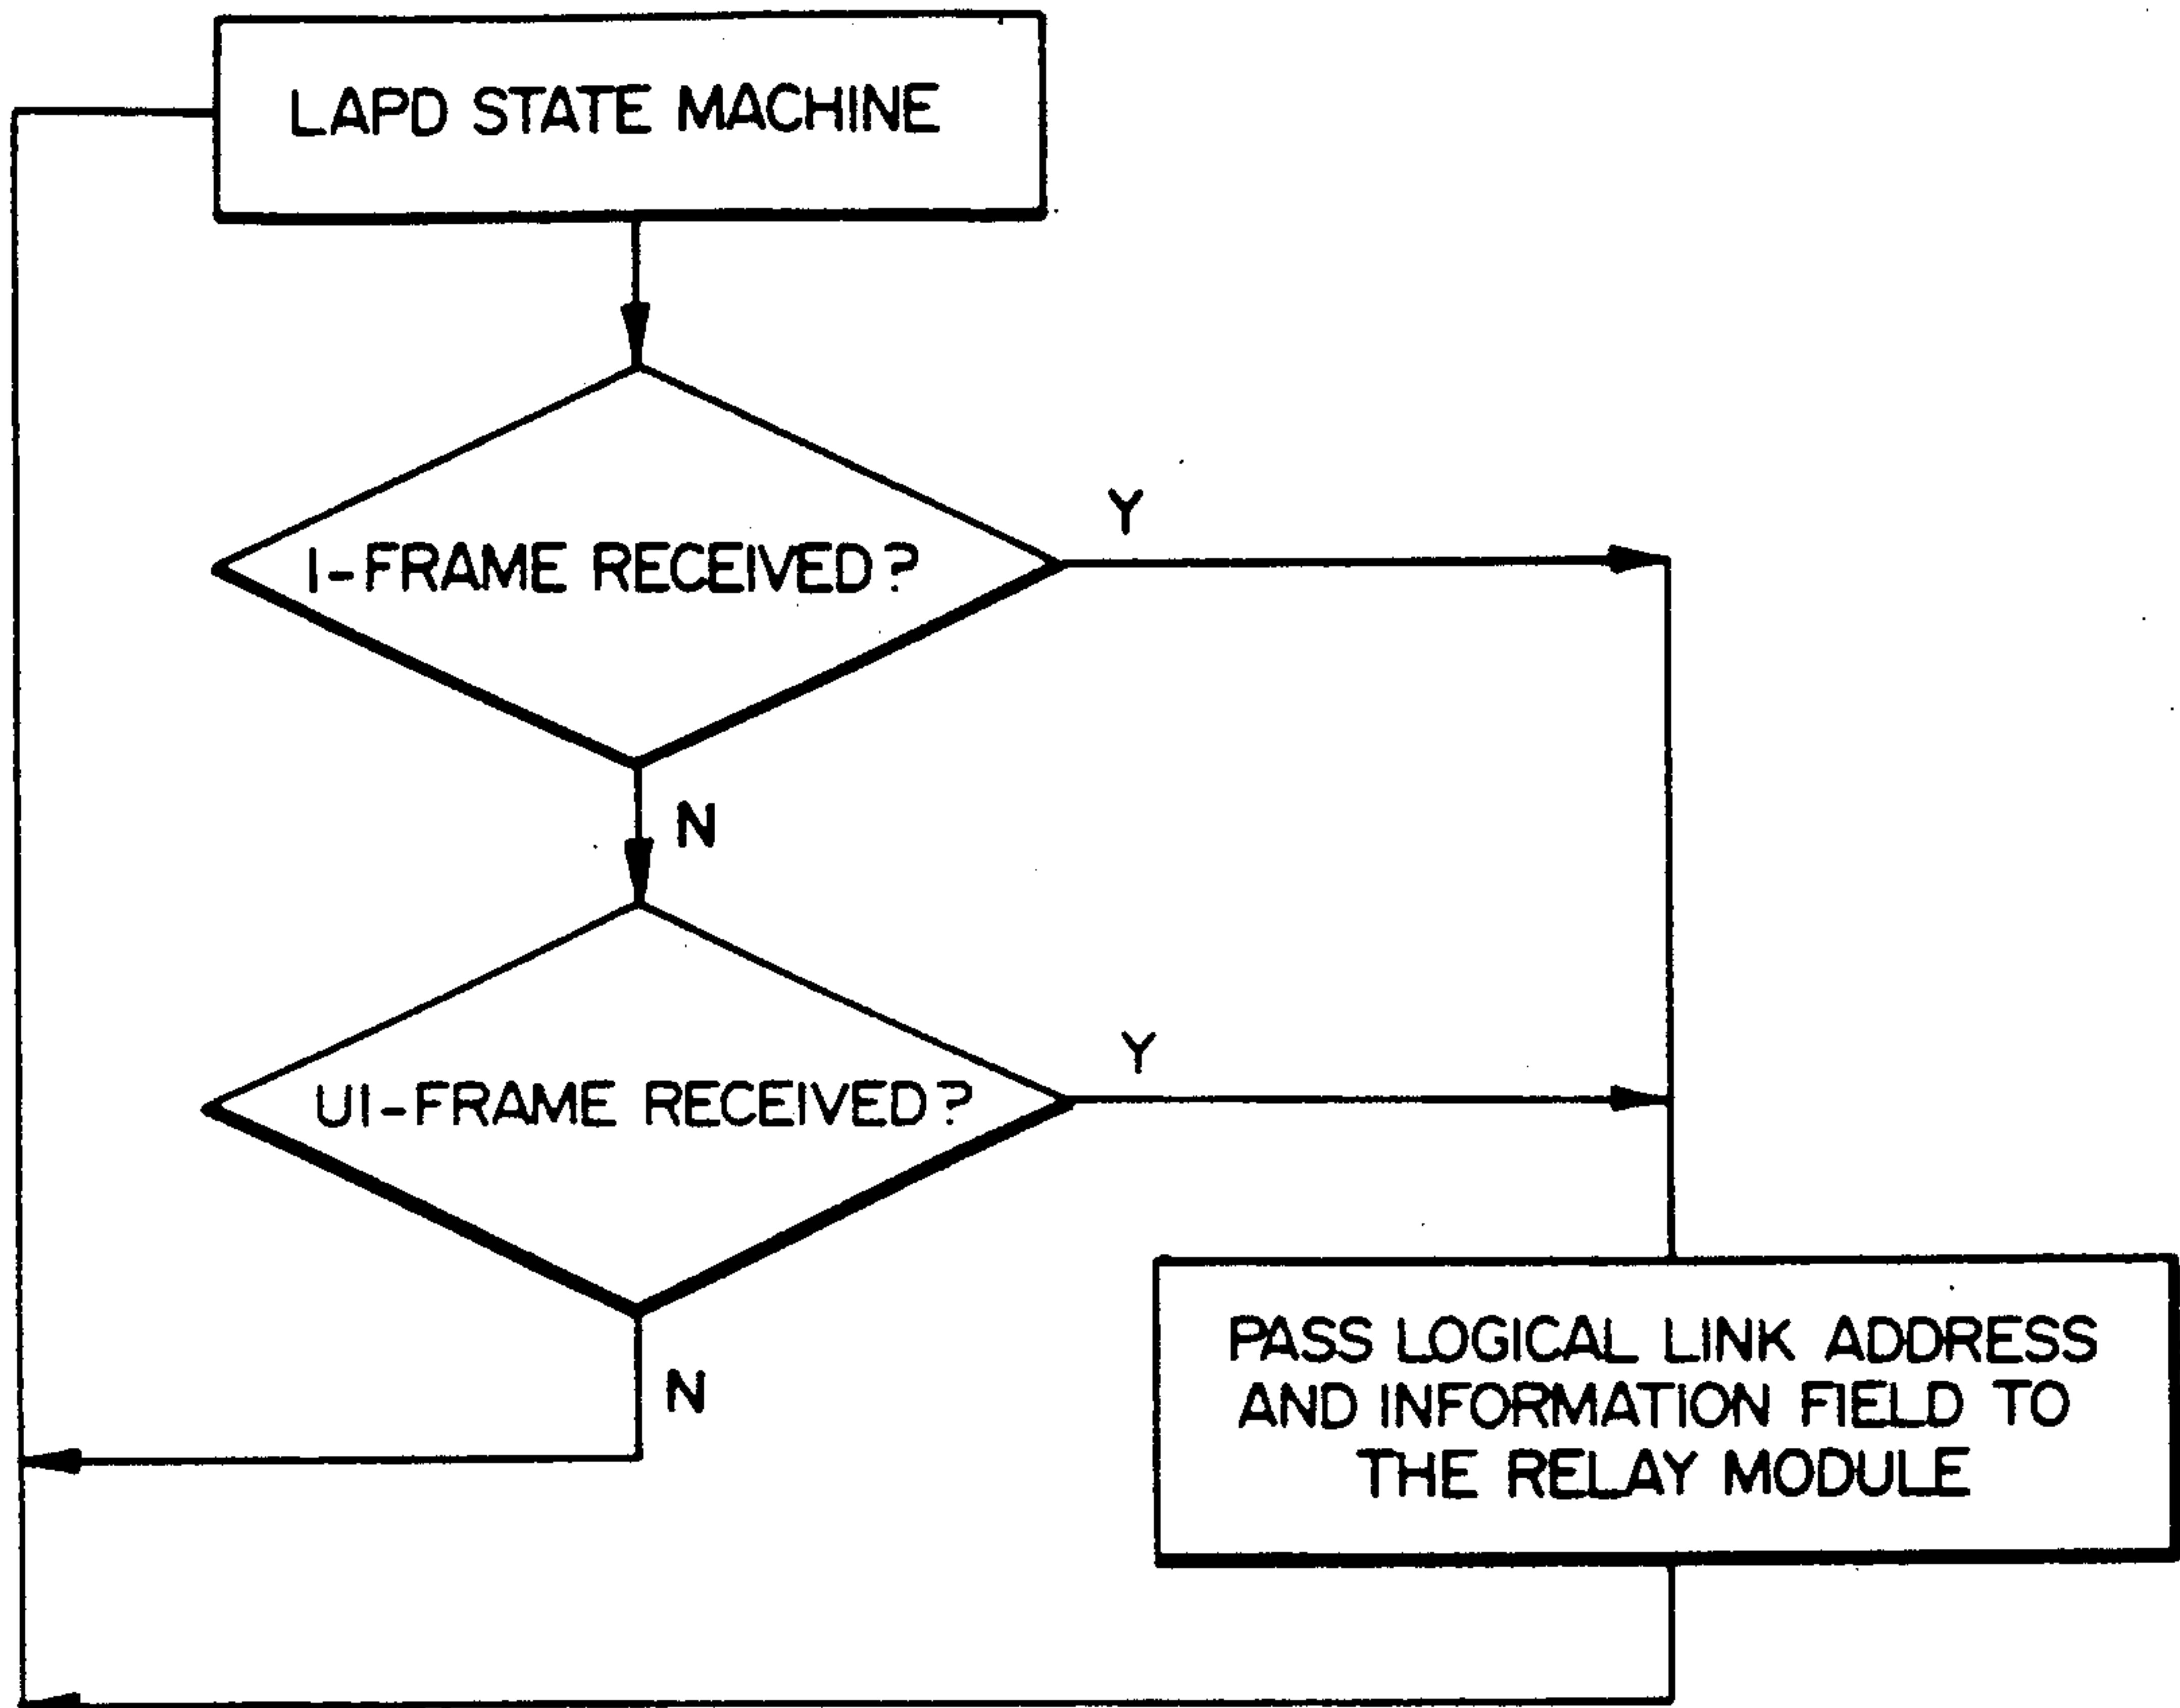 LAPD STATE MACHINE
I-FRAME RECEIVED?
Y
N
UI-FRAME RECEIVED?
Y
N
PASS LOGICAL LINK ADDRESS
AND INFORMATION FIELD TO
THE RELAY MODULE